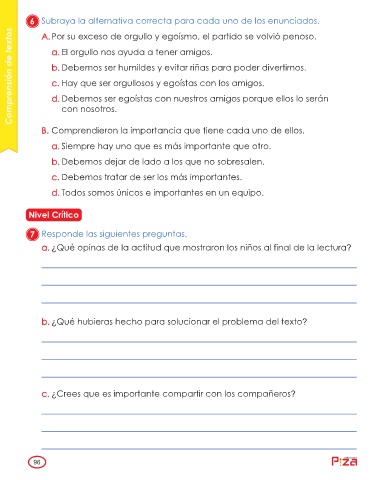 Comprensión de textos
6 Subraya la alternativa correcta para cada uno de los enunciados.
A. Por su exceso de orgullo y egoísmo, el partido se volvió penoso.
a. El orgullo nos ayuda a tener amigos.
b. Debemos ser humildes y evitar riñas para poder divertirnos.
c. Hay que ser orgullosos y egoístas con los amigos.
d. Debemos ser egoístas con nuestros amigos porque ellos lo serán
con nosotros.
B. Comprendieron la importancia que tiene cada uno de ellos.
a. Siempre hay uno que es más importante que otro.
b. Debemos dejar de lado a los que no sobresalen.
c. Debemos tratar de ser los más importantes.
d. Todos somos únicos e importantes en un equipo.
Nivel Crítico
7 Responde las siguientes preguntas.
a. ¿Qué opinas de la actitud que mostraron los niños al final de la lectura?
b. ¿Qué hubieras hecho para solucionar el problema del texto?
c. ¿Crees que es importante compartir con los compañeros?
96